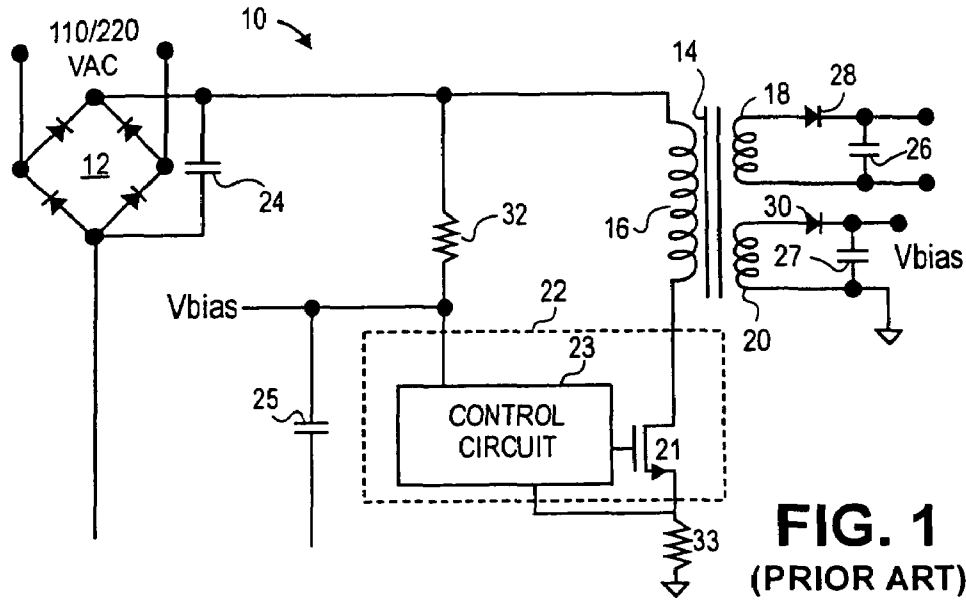 10
110/220
VAC
14
18
28
12
24
26
32
16
30
27
Vbias
Vbias
22
20
23
25
CONTROL
CIRCUIT
21
33
FIG. 1
(PRIOR ART)